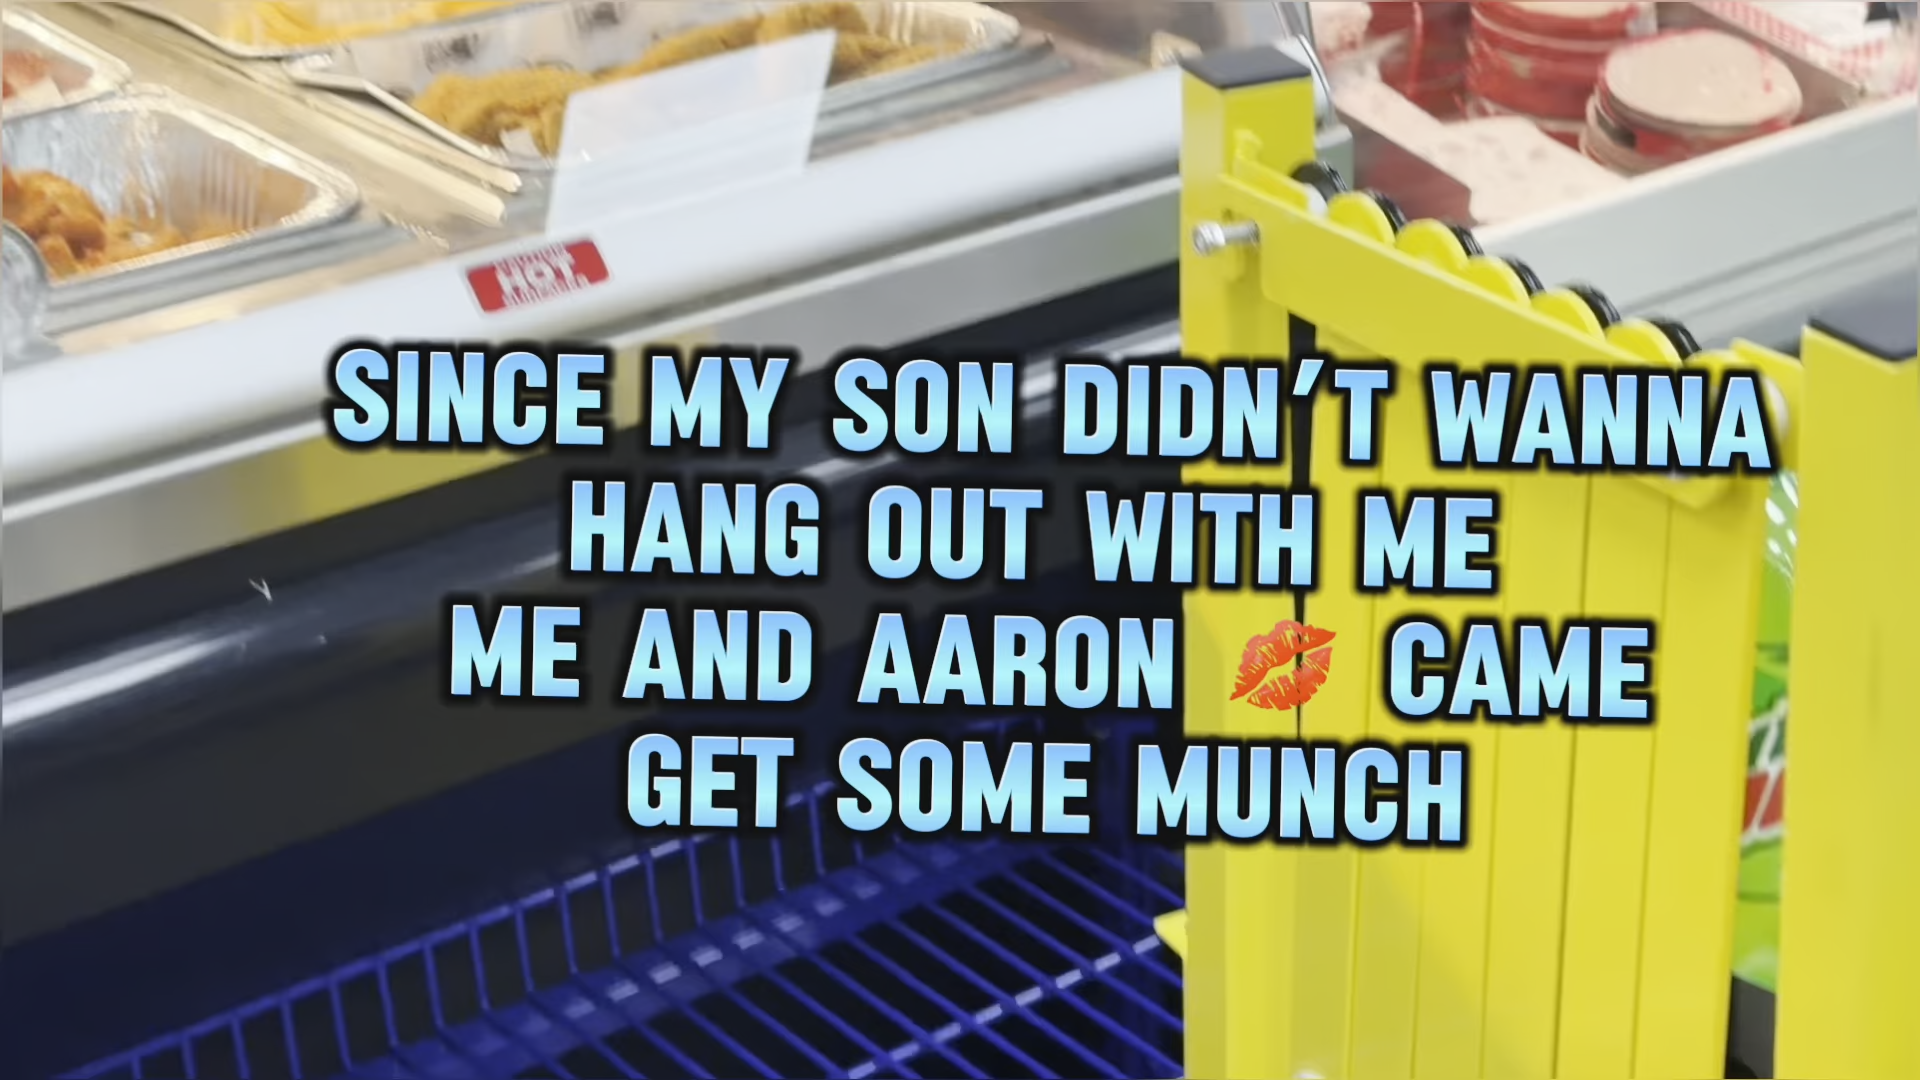 HOT
SINCE MY SON DIDN'T WANNA
HANG OUT WITH ME
ME AND AARON 💋 CAME
GET SOME MUNCH